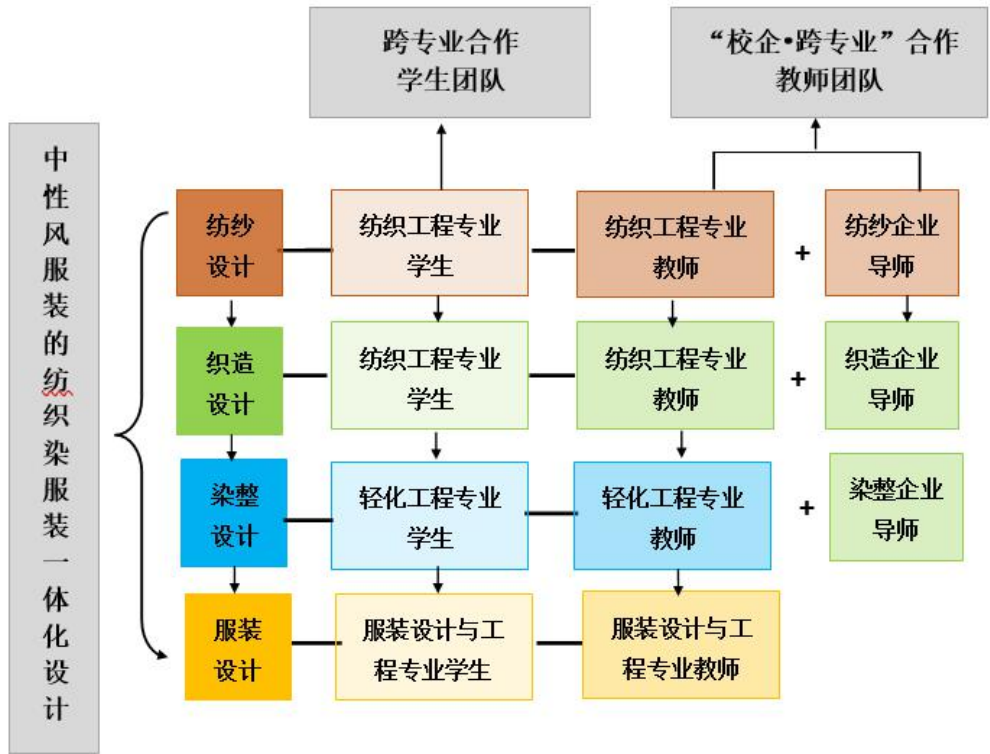 跨专业合作
学生团队
“校企•跨专业”合作
教师团队
中性风服装的纺织染服装一体化设计
纺纱
设计
纺织工程专业
学生
纺织工程专业
教师
+
纺纱企业
导师
织造
设计
纺织工程专业
学生
纺织工程专业
教师
+
织造企业
导师
染整
设计
轻化工程专业
学生
轻化工程专业
教师
+
染整企业
导师
服装
设计
服装设计与工
程专业学生
服装设计与工
程专业教师